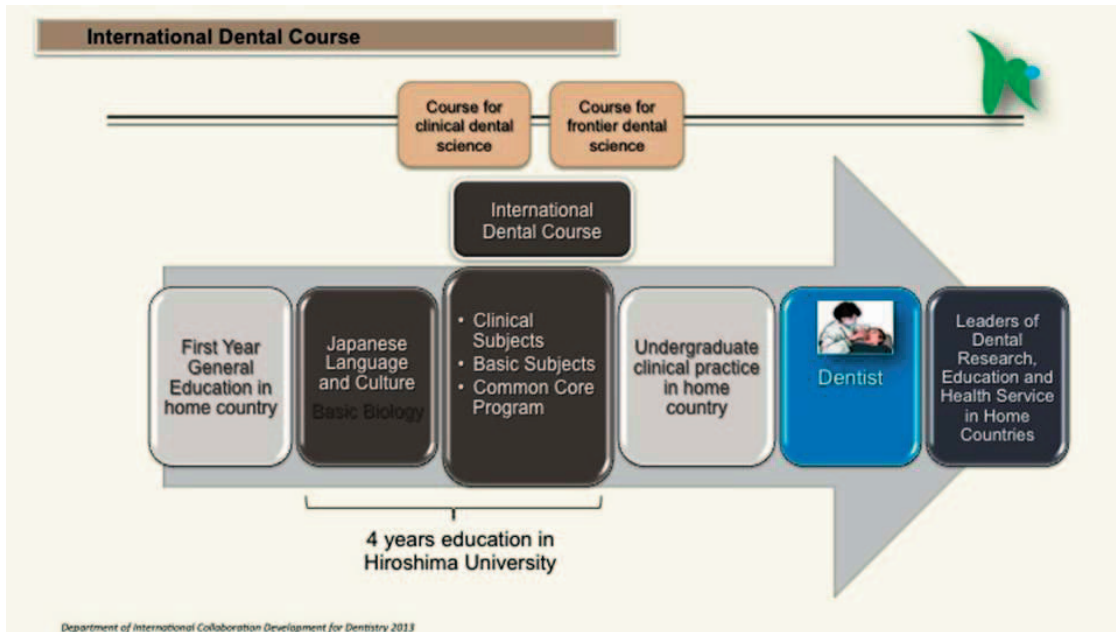 International Dental Course
Course for
clinical dental
science
Course for
frontier dental
science
International
Dental Course
First Year
General
Education in
home country
Japanese
Language
and Culture
Basic Biology
• Clinical
Subjects
• Basic Subjects
• Common Core
Program
Undergraduate
clinical practice
in home
country
Dentist
Leaders of
Dental
Research,
Education and
Health Service
in Home
Countries
4 years education in
Hiroshima University
Department of International Collaboration Development for Dentistry 2013